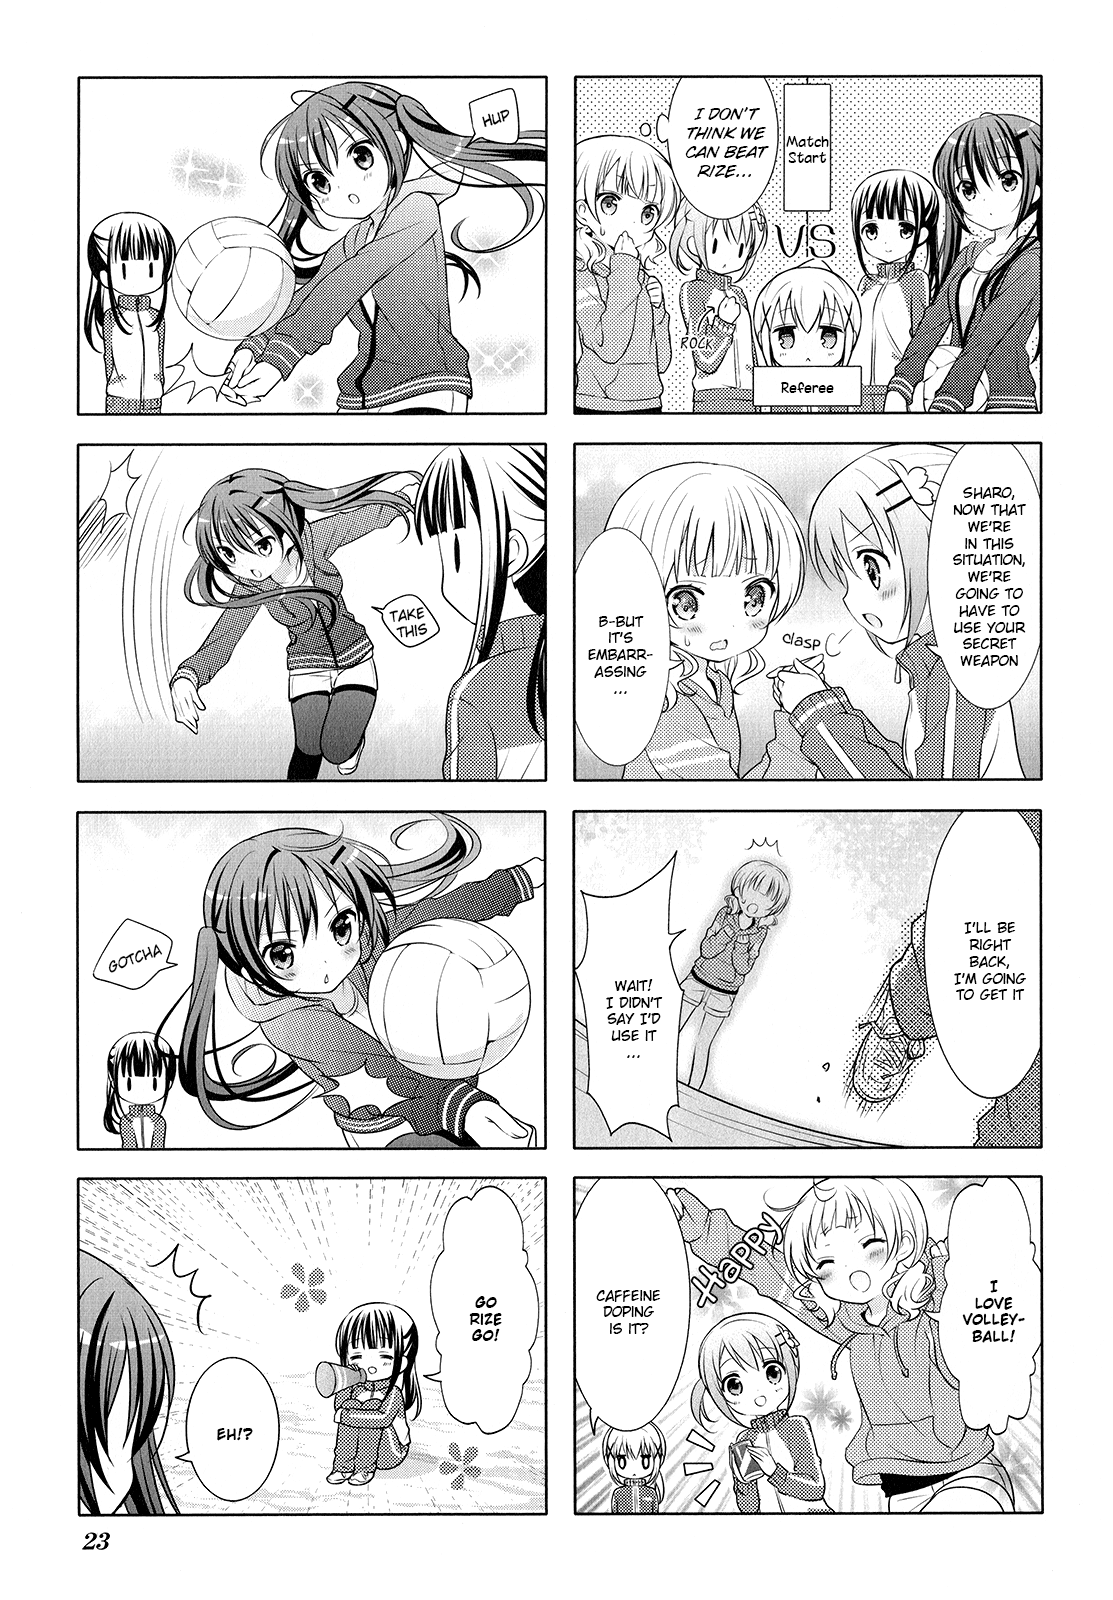 Match
Start
I DON'T
THINK WE
CAN BEAT
RIZE...
VS
ROCK
Referee
SHARO,
NOW THAT
WE'RE
IN THIS
SITUATION,
WE'RE
GOING TO
HAVE TO
USE YOUR
SECRET
WEAPON
clasp
B-BUT
IT'S
EMBARR-
ASSING
...
I'LL BE
RIGHT
BACK,
I'M GOING
TO GET IT
WAIT!
I DIDN'T
SAY I'D
USE IT
...
I
LOVE
VOLLEY-
BALL!
Happy
CAFFEINE
DOPING
IS IT?
HUP
TAKE
THIS
GOTCHA
GO
RIZE
GO!
EH!?
23